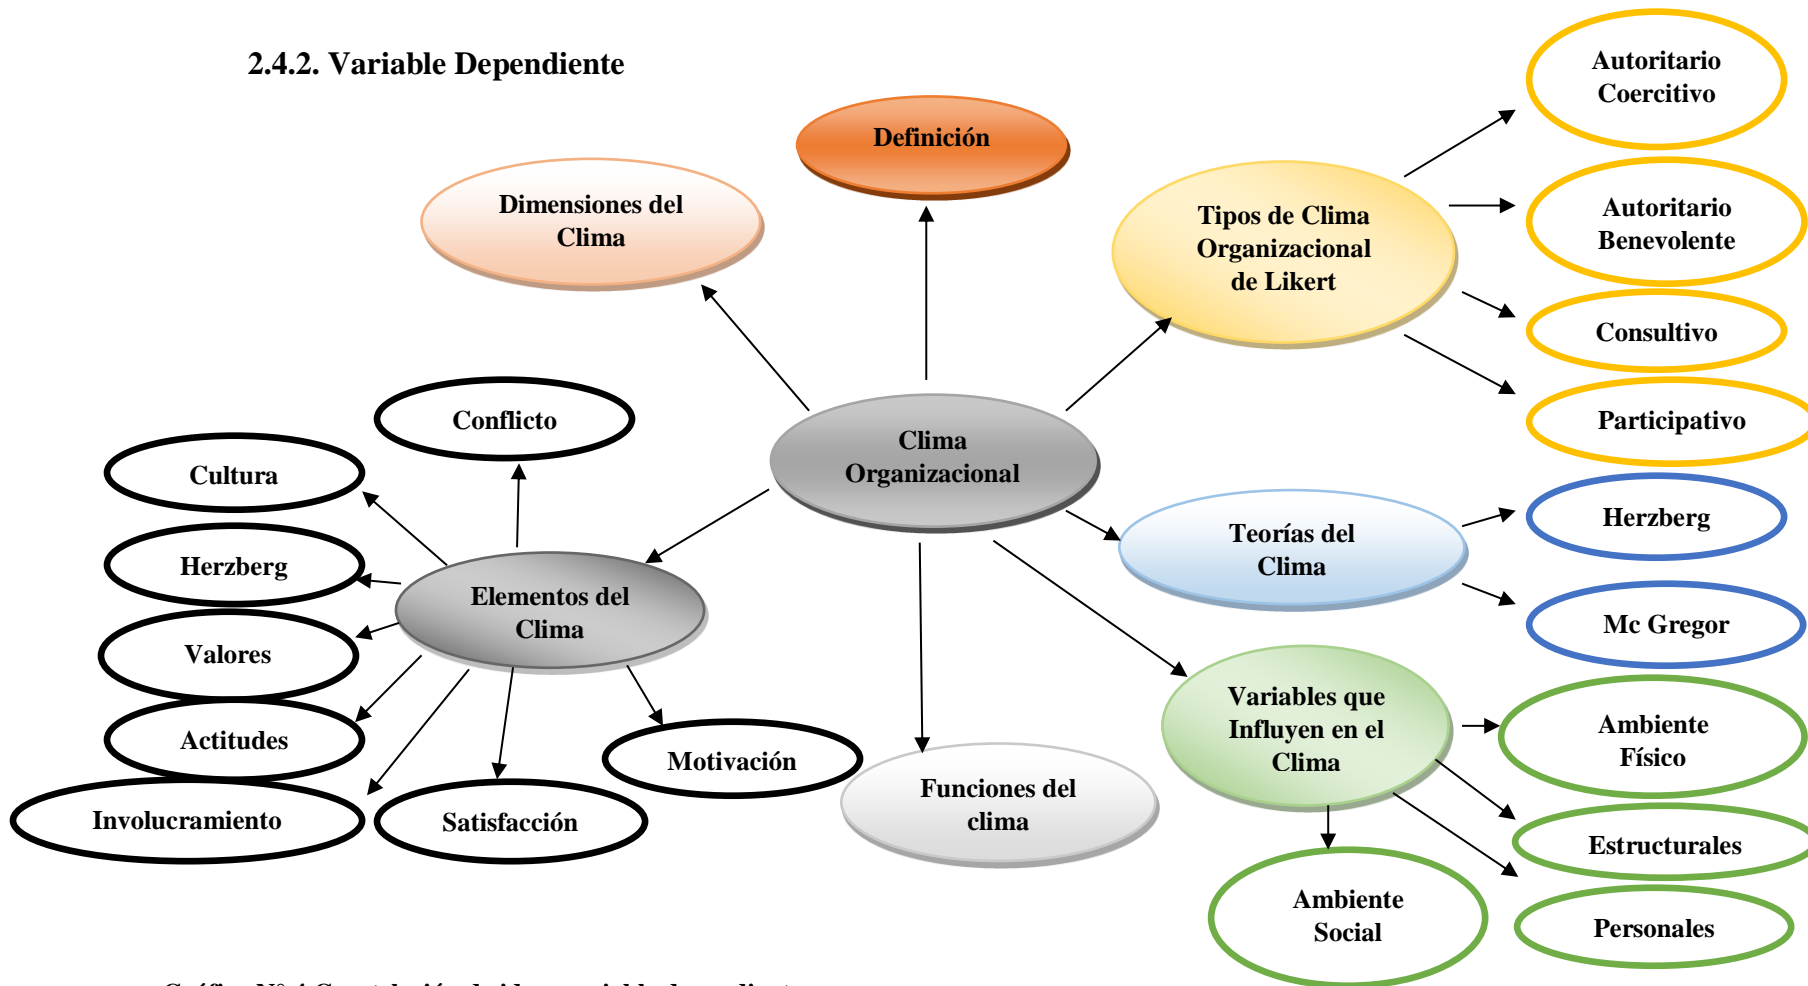 2.4.2. Variable Dependiente
Definición
Dimensiones del
Clima
Tipos de Clima
Organizacional
de Likert
Autoritario
Coercitivo
Autoritario
Benevolente
Consultivo
Participativo
Clima
Organizacional
Conflicto
Cultura
Herzberg
Valores
Actitudes
Involucramiento
Satisfacción
Motivación
Elementos del
Clima
Teorías del
Clima
Herzberg
Mc Gregor
Variables que
Influyen en el
Clima
Ambiente
Físico
Estructurales
Personales
Ambiente
Social
Funciones del
clima